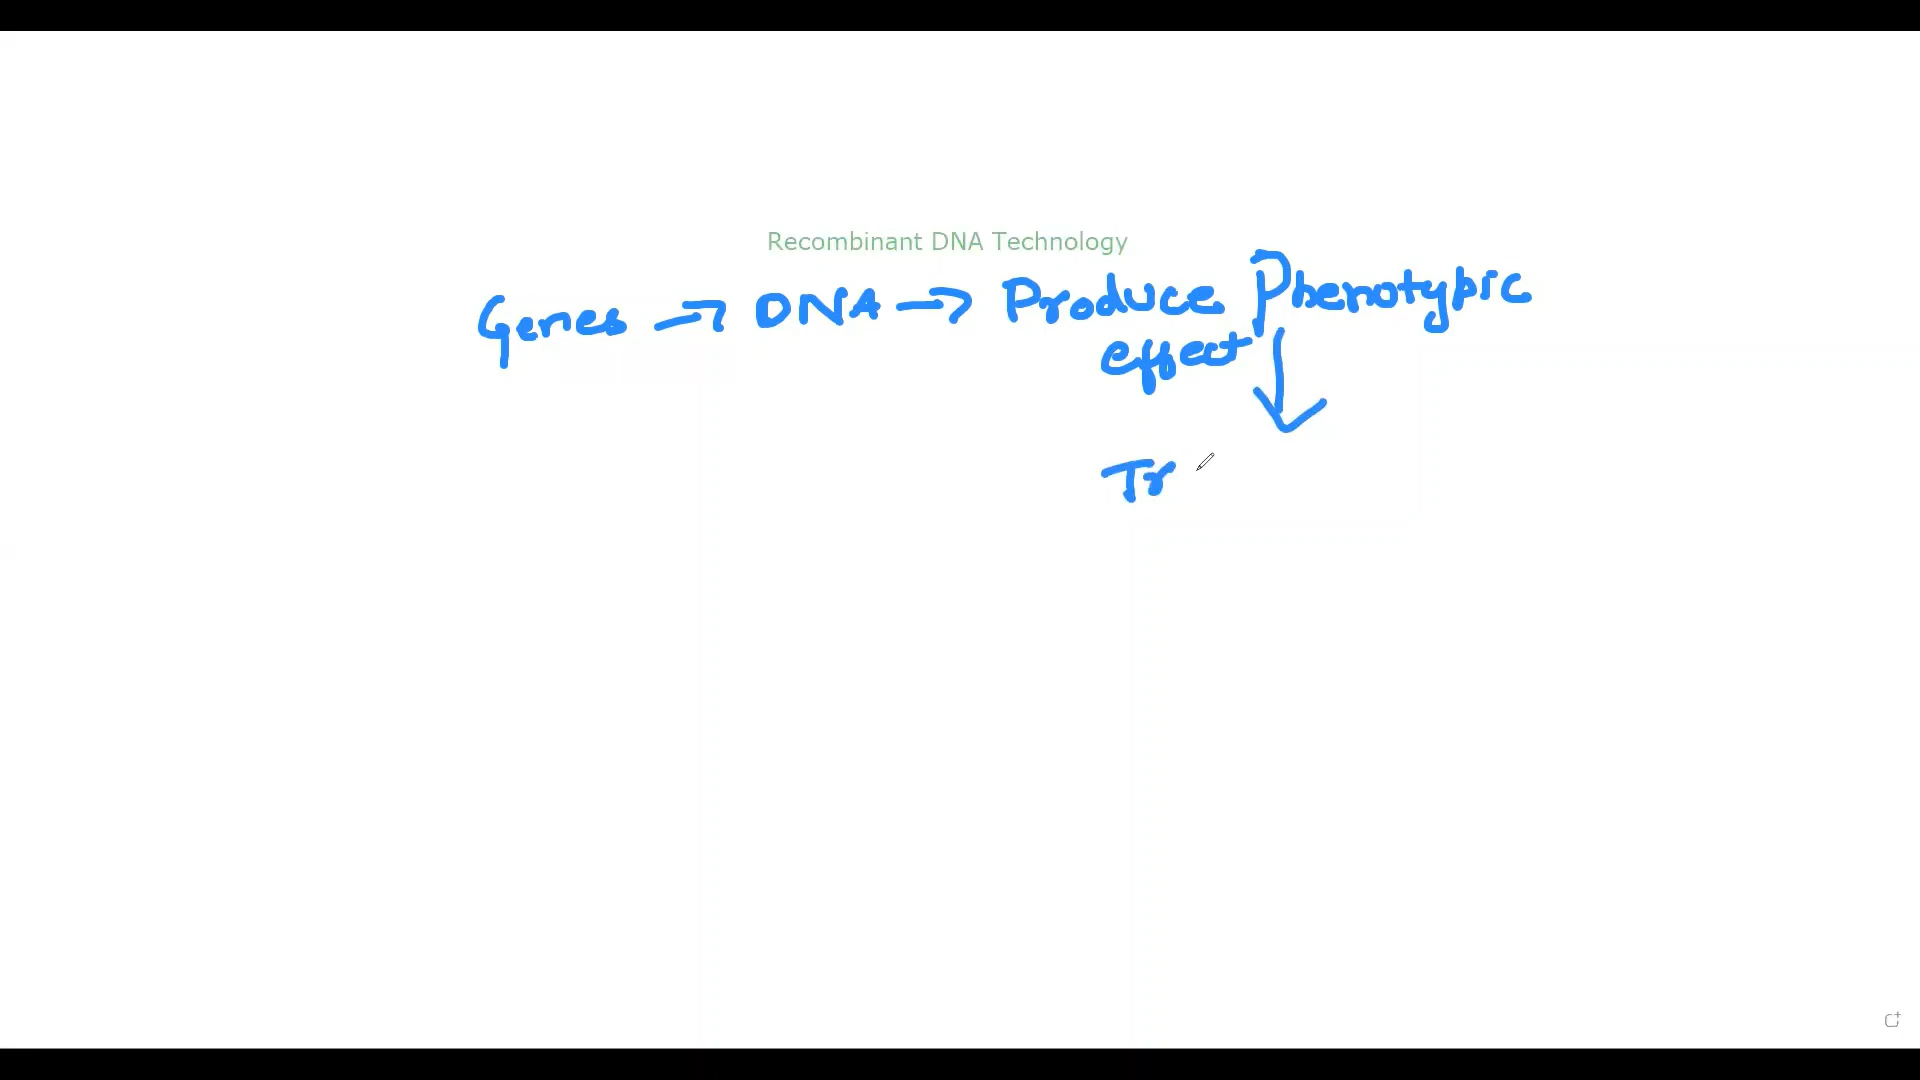 Recombinant DNA Technology
Genes → DNA → Produce Phenotypic
effect
↓
Tr